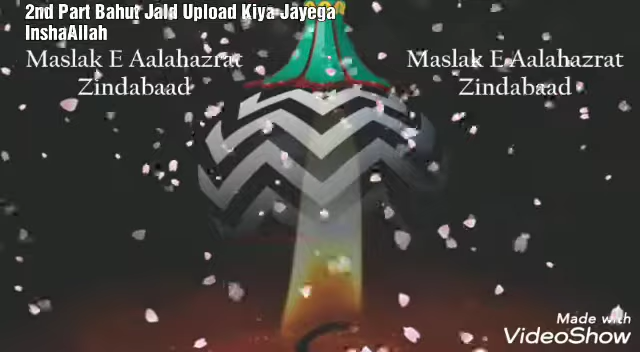 2nd Part Bahut Jald Upload Kiya Jayega
InshaAllah
Maslak E Aalahazrat
Zindabaad
Maslak E Aalahazrat
Zindabaad
Made with
VideoShow